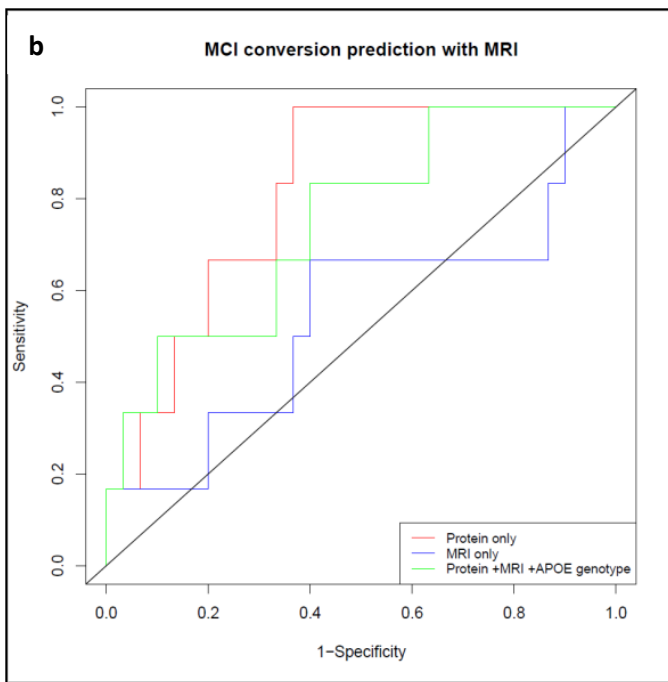 b
MCI conversion prediction with MRI
Sensitivity
1.0
0.8
0.6
0.4
0.2
0.0
0.0 0.2 0.4 0.6 0.8 1.0
1−Specificity
Protein only
MRI only
Protein +MRI +APOE genotype